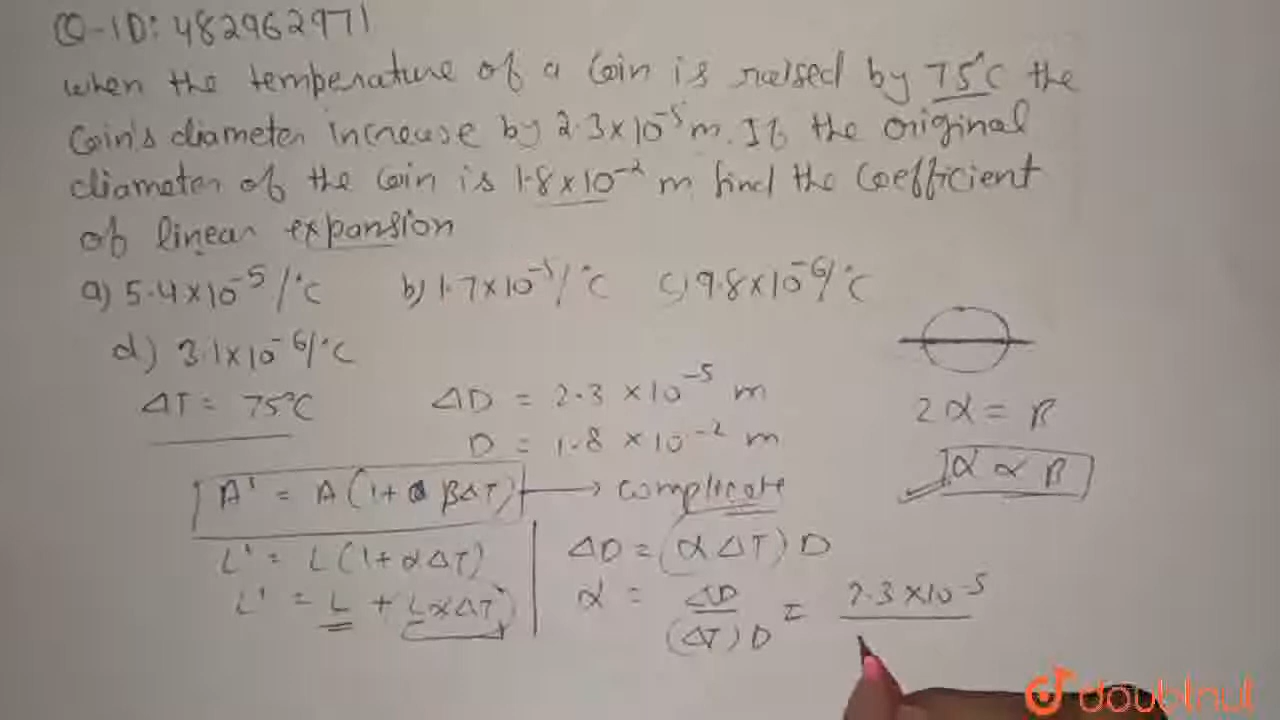 Q-ID: 482962971
when the temperature of a Coin is raised by 75°C the
Coin's diameter increase by 2.3×10⁻⁵ m. If the original
diameter of the coin is 1.8×10⁻² m find the Coefficient
of linear expansion
a) 5.4×10⁻⁵/°C b) 1.7×10⁻⁵/°C c) 9.8×10⁻⁶/°C
d) 3.1×10⁻⁶/°C
ΔT = 75°C ΔD = 2.3 ×10⁻⁵ m
D = 1.8 ×10⁻² m
2α = β
α ∝ β
A' = A(1+ βΔT) → complicate
L' = L(1+αΔT)
L' = L + LαΔT
ΔD = (αΔT) D
α = ΔD / (ΔT) D = 2.3×10⁻⁵
doubtnut